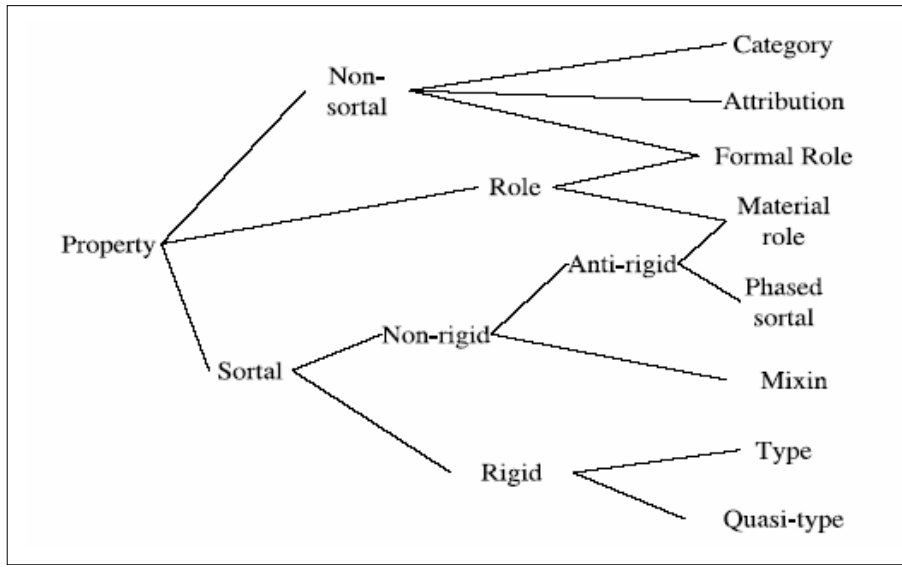 Category
Non-
sortal
Attribution
Formal Role
Role
Material
role
Property
Anti-rigid
Phased
sortal
Non-rigid
Sortal
Mixin
Type
Rigid
Quasi-type